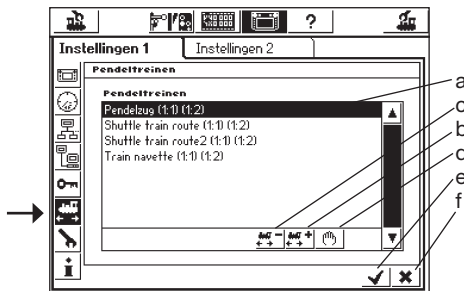 ?
Instellingen 1 Instellingen 2
Pendeltreinen
Pendeltreinen
Pendelzug (1:1) (1:2)
Shuttle train route (1:1) (1:2)
Shuttle train route2 (1:1) (1:2)
Train navette (1:1) (1:2)
a
c
b
d
e
f